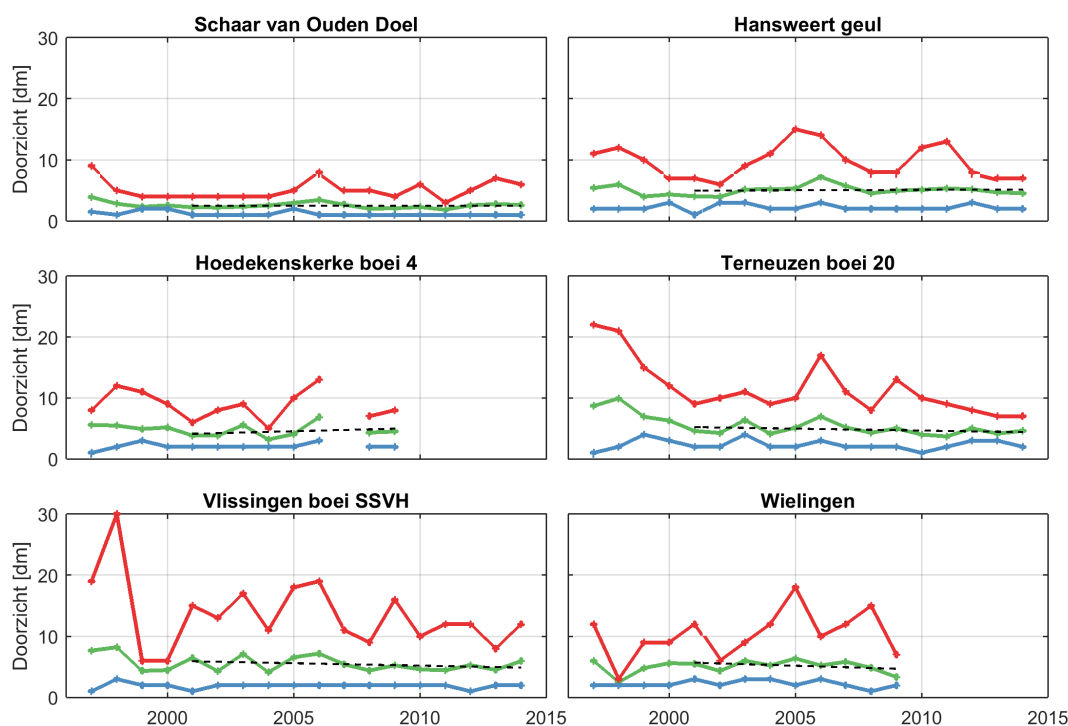 Schaar van Ouden Doel
Hansweert geul
30
20
10
0
Doorzicht [dm]
Hoedekenskerke boei 4
Terneuzen boei 20
30
20
10
0
Doorzicht [dm]
Vlissingen boei SSVH
Wielingen
30
20
10
0
Doorzicht [dm]
2000 2005 2010 2015
2000 2005 2010 2015